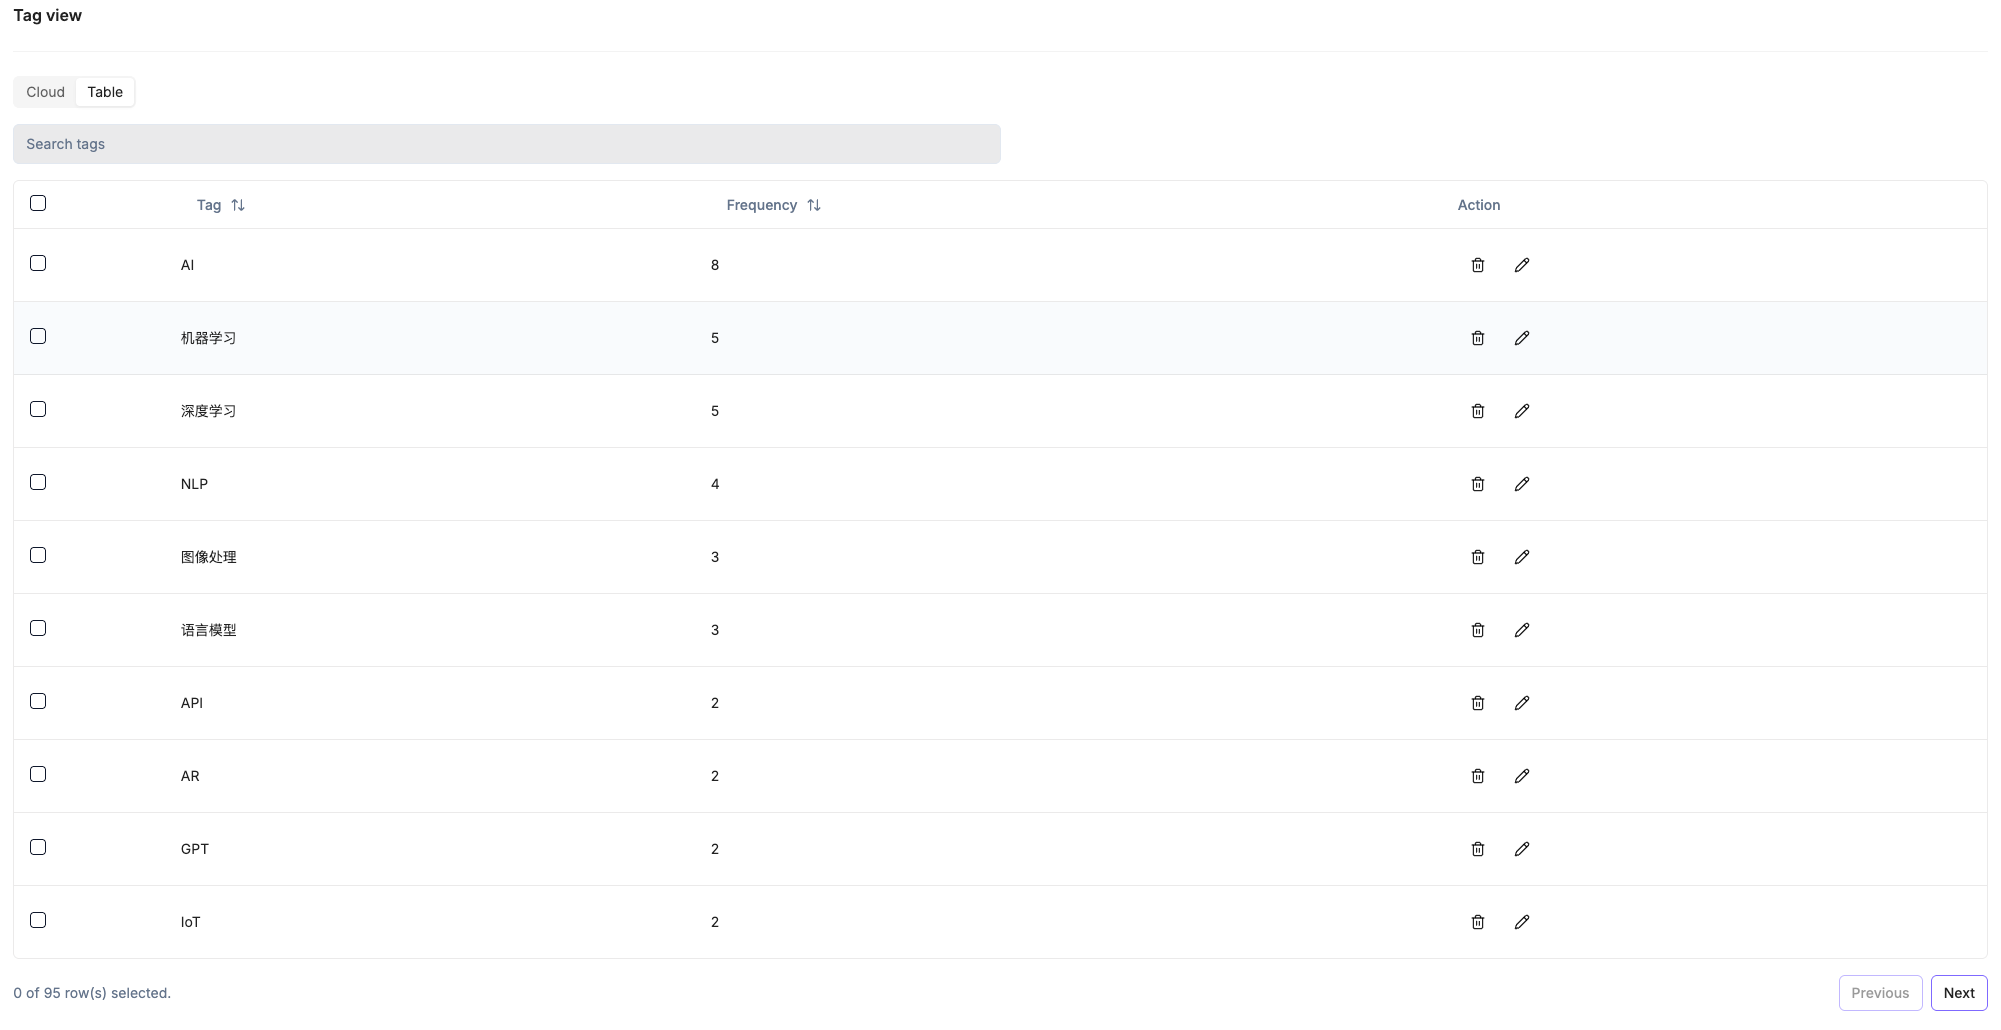 Tag view
Cloud Table
Search tags
Tag Frequency Action
AI 8
机器学习 5
深度学习 5
NLP 4
图像处理 3
语言模型 3
API 2
AR 2
GPT 2
IoT 2
0 of 95 row(s) selected. Previous Next